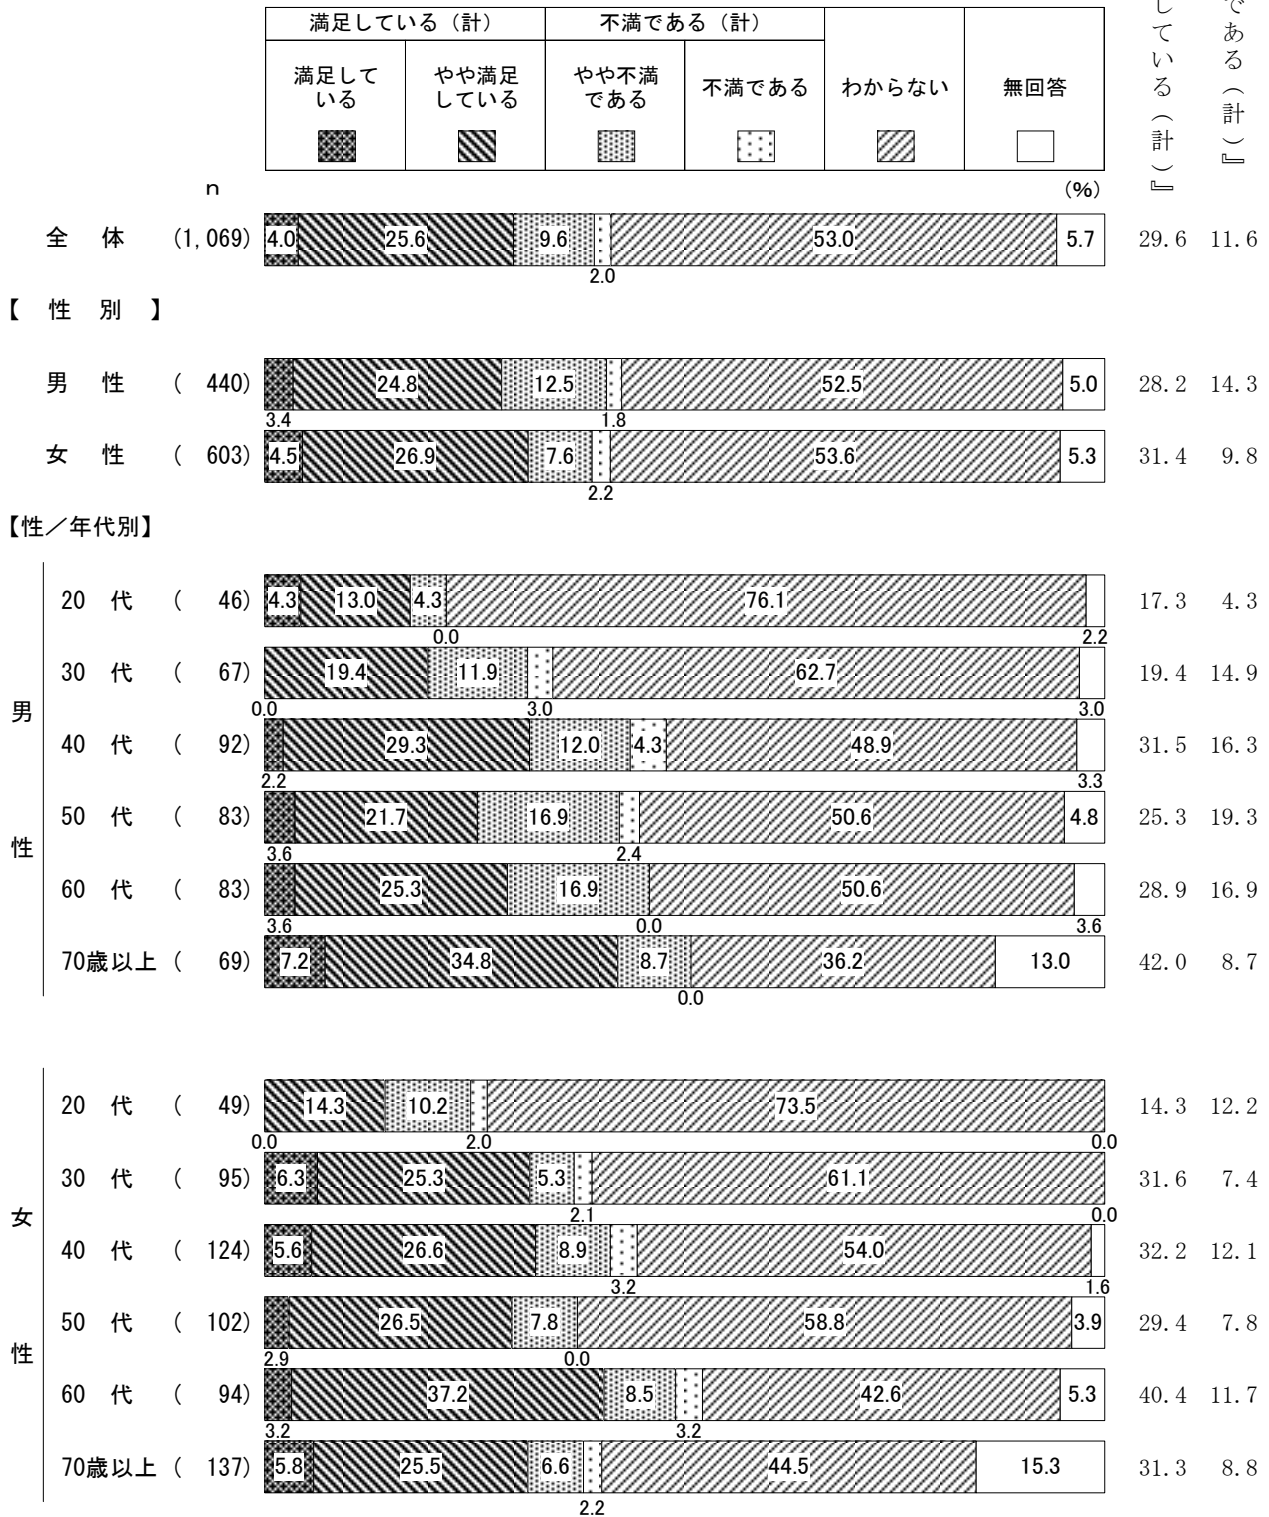 満足している（計）　不満である（計）
満足して
いる
やや満足
している
やや不満
である
不満である
わからない
無回答
している（計）』
である（計）』
n　(%)
全　体　(1,069)　4.0　25.6　9.6　2.0　53.0　5.7　29.6　11.6
【　性　別　】
男　性　(　440)　3.4　24.8　12.5　1.8　52.5　5.0　28.2　14.3
女　性　(　603)　4.5　26.9　7.6　2.2　53.6　5.3　31.4　9.8
【性／年代別】
男性
20　代　(　46)　4.3　13.0　4.3　0.0　76.1　2.2　17.3　4.3
30　代　(　67)　0.0　19.4　11.9　3.0　62.7　3.0　19.4　14.9
40　代　(　92)　2.2　29.3　12.0　4.3　48.9　3.3　31.5　16.3
50　代　(　83)　3.6　21.7　16.9　2.4　50.6　4.8　25.3　19.3
60　代　(　83)　3.6　25.3　16.9　0.0　50.6　3.6　28.9　16.9
70歳以上　(　69)　7.2　34.8　8.7　0.0　36.2　13.0　42.0　8.7
女性
20　代　(　49)　0.0　14.3　10.2　2.0　73.5　0.0　14.3　12.2
30　代　(　95)　6.3　25.3　5.3　2.1　61.1　0.0　31.6　7.4
40　代　(　124)　5.6　26.6　8.9　3.2　54.0　1.6　32.2　12.1
50　代　(　102)　2.9　26.5　7.8　0.0　58.8　3.9　29.4　7.8
60　代　(　94)　3.2　37.2　8.5　3.2　42.6　5.3　40.4　11.7
70歳以上　(　137)　5.8　25.5　6.6　2.2　44.5　15.3　31.3　8.8